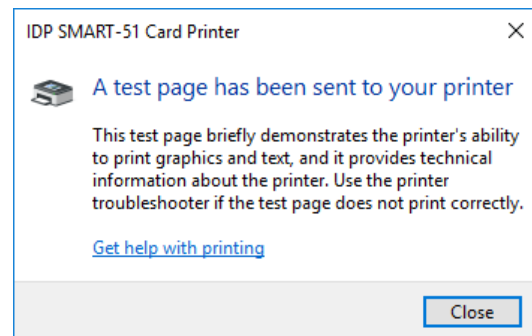 IDP SMART-51 Card Printer
A test page has been sent to your printer
This test page briefly demonstrates the printer's ability
to print graphics and text, and it provides technical
information about the printer. Use the printer
troubleshooter if the test page does not print correctly.
Get help with printing
Close